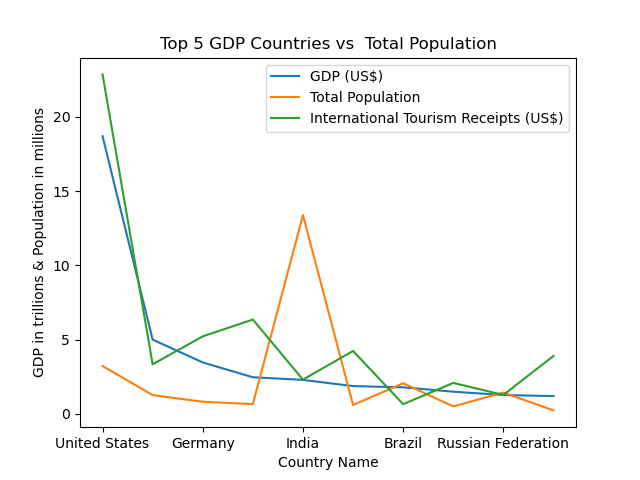 Top 5 GDP Countries vs  Total Population
GDP (US$)
Total Population
International Tourism Receipts (US$)
GDP in trillions & Population in millions
20
15
10
5
0
United States
Germany
India
Brazil
Russian Federation
Country Name